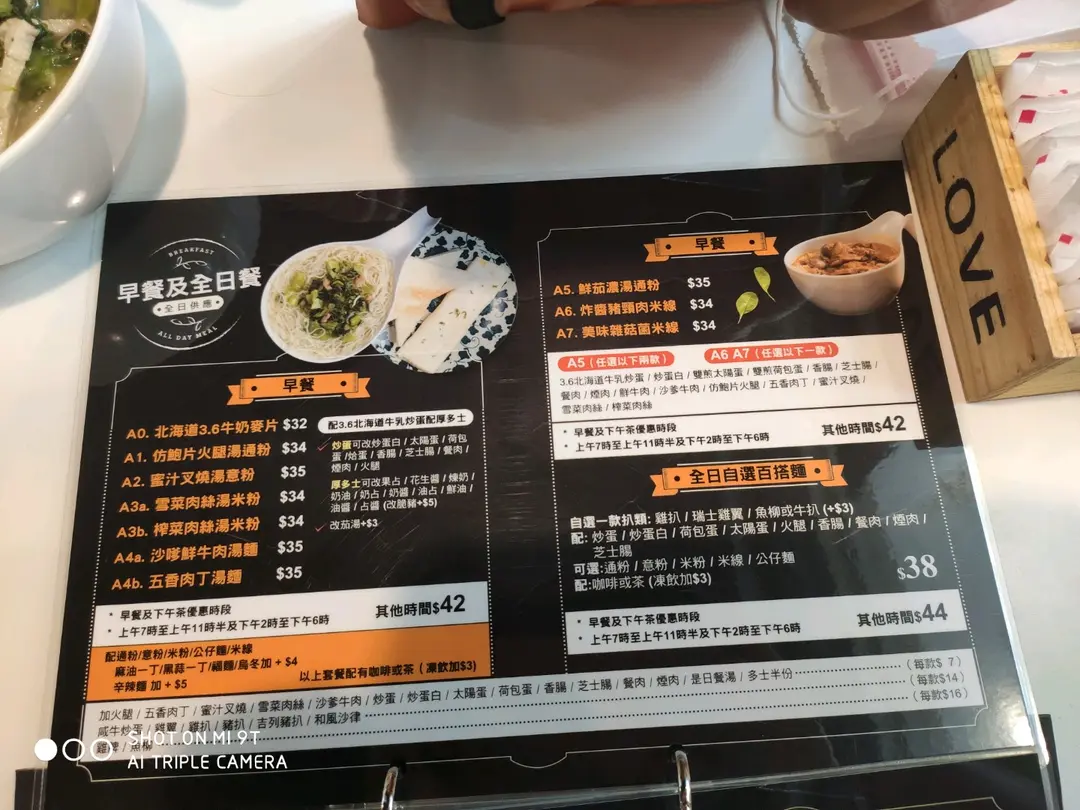 BREAKFAST
早餐及全日餐
全日供應
ALL DAY MEAL
早餐
A0. 北海道3.6牛奶麥片 $32
A1. 仿鮑片火腿湯通粉 $34
A2. 蜜汁叉燒湯意粉 $35
A3a. 雪菜肉絲湯米粉 $34
A3b. 榨菜肉絲湯米粉 $34
A4a. 沙嗲鮮牛肉湯麵 $35
A4b. 五香肉丁湯麵 $35
配3.6北海道牛乳炒蛋配厚多士
炒蛋可改炒蛋白 / 太陽蛋 / 荷包
蛋 /烚蛋 / 香腸 / 芝士腸 / 餐肉 /
煙肉 / 火腿
厚多士可改果占 / 花生醬 / 煉奶 /
奶油 / 奶占 / 奶醬 / 油占 / 鮮油 /
油醬 / 占醬 (改脆豬+$5)
改茄湯+$3
* 早餐及下午茶優惠時段
* 上午7時至上午11時半及下午2時至下午6時
其他時間$42
配通粉/意粉/米粉/公仔麵/米線
麻油一丁/黑蒜一丁/福麵/烏冬加 + $4
辛辣麵 加 + $5
以上套餐配有咖啡或茶（凍飲加$3）
早餐
A5. 鮮茄濃湯通粉 $35
A6. 炸醬豬頸肉米線 $34
A7. 美味雜菇菌米線 $34
A5（任選以下兩款） A6 A7（任選以下一款）
3.6北海道牛乳炒蛋 / 炒蛋白 / 雙煎太陽蛋 / 雙煎荷包蛋 / 香腸 / 芝士腸 /
餐肉 / 煙肉 / 鮮牛肉 / 沙爹牛肉 / 仿鮑片火腿 / 五香肉丁 / 蜜汁叉燒 /
雪菜肉絲 / 榨菜肉絲
* 早餐及下午茶優惠時段
* 上午7時至上午11時半及下午2時至下午6時
其他時間$42
全日自選百搭麵
自選一款扒類: 雞扒 / 瑞士雞翼 / 魚柳或牛扒 (+$3)
配: 炒蛋 / 炒蛋白 / 荷包蛋 / 太陽蛋 / 火腿 / 香腸 / 餐肉 / 煙肉 /
芝士腸
可選:通粉 / 意粉 / 米粉 / 米線 / 公仔麵
配:咖啡或茶 (凍飲加$3)
$38
* 早餐及下午茶優惠時段
* 上午7時至上午11時半及下午2時至下午6時
其他時間$44
加火腿 / 五香肉丁 / 蜜汁叉燒 / 雪菜肉絲 / 沙爹牛肉 / 炒蛋 / 炒蛋白 / 太陽蛋 / 荷包蛋 / 香腸 / 芝士腸 / 餐肉 / 煙肉 / 是日餐湯 / 多士半份 （每款$ 7）
咸牛炒蛋 / 雞翼 / 雞扒 / 豬扒 / 吉列豬扒 / 和風沙律 （每款$14）
魚柳 （每款$16）
LOVE
SHOT ON MI 9T
AI TRIPLE CAMERA